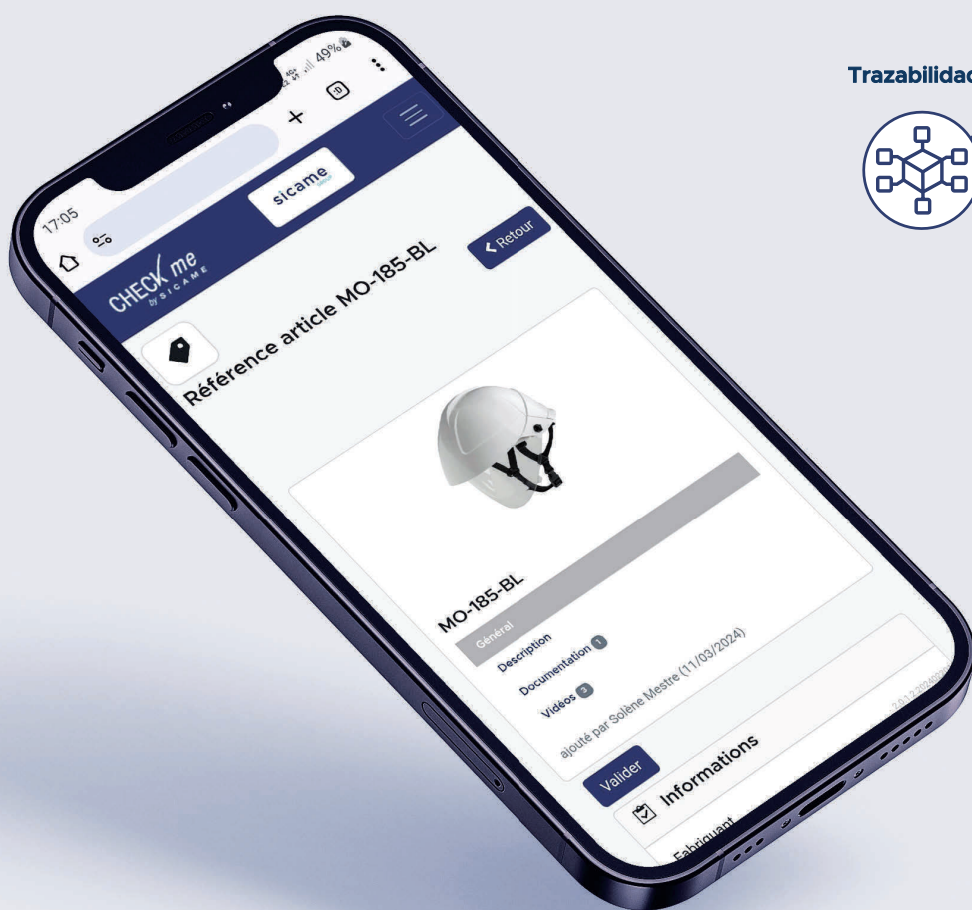 Trazabilidad
17:05
4G+
49%
:D
CHECK me
by SICAME
sicame
Référence article MO-185-BL
Retour
MO-185-BL
Général
Description
Documentation 1
Vidéos 3
ajouté par Solène Mestre (11/03/2024)
Valider
Informations
Fabriquant